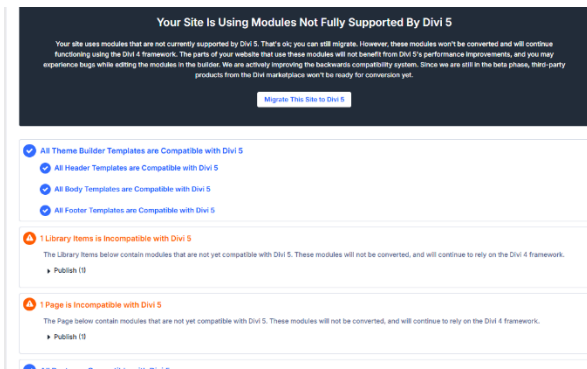 Your Site Is Using Modules Not Fully Supported By Divi 5
Your site uses modules that are not currently supported by Divi 5. That's ok; you can still migrate. However, these modules won't be converted and will continue
functioning using the Divi 4 framework. The parts of your website that use these modules will not benefit from Divi 5's performance improvements, and you may
experience bugs while editing the modules in the builder. We are actively improving the backwards compatibility system. Since we are still in the beta phase, third-party
products from the Divi marketplace won't be ready for conversion yet.
Migrate This Site to Divi 5
All Theme Builder Templates are Compatible with Divi 5
All Header Templates are Compatible with Divi 5
All Body Templates are Compatible with Divi 5
All Footer Templates are Compatible with Divi 5
1 Library Items is Incompatible with Divi 5
The Library Items below contain modules that are not yet compatible with Divi 5. These modules will not be converted, and will continue to rely on the Divi 4 framework.
Publish (1)
1 Page is Incompatible with Divi 5
The Page below contain modules that are not yet compatible with Divi 5. These modules will not be converted, and will continue to rely on the Divi 4 framework.
Publish (1)